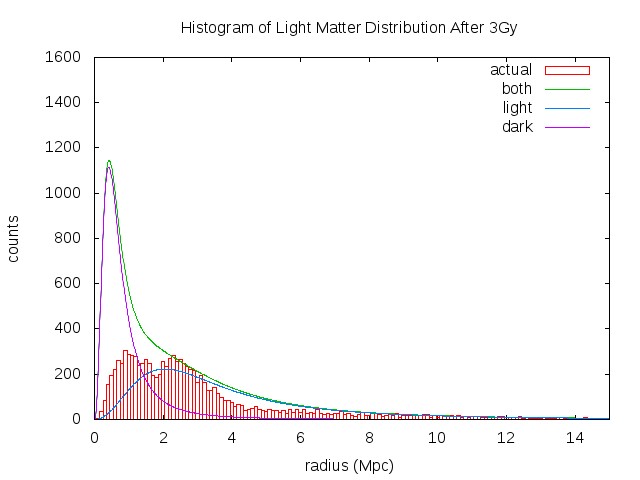 Histogram of Light Matter Distribution After 3Gy
1600
1400
1200
1000
800
600
400
200
0
counts
actual
both
light
dark
0 2 4 6 8 10 12 14
radius (Mpc)